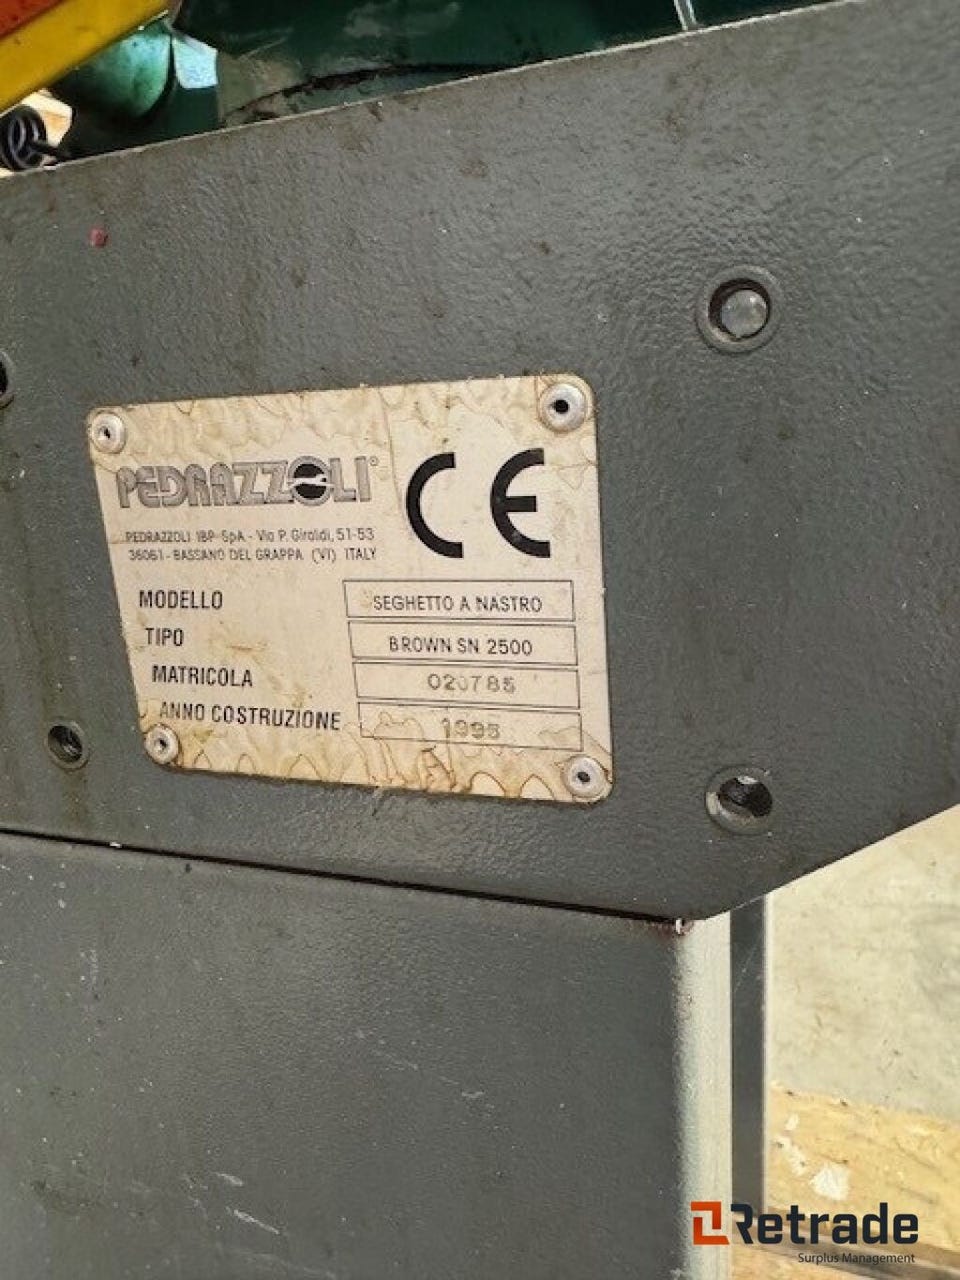 PEDRAZZOLI®
CE
PEDRAZZOLI IBP SpA - Via P. Giraldi, 51-53
36061 - BASSANO DEL GRAPPA (VI) ITALY
MODELLO SEGHETTO A NASTRO
TIPO BROWN SN 2500
MATRICOLA
ANNO COSTRUZIONE 1995
Retrade
Surplus Management